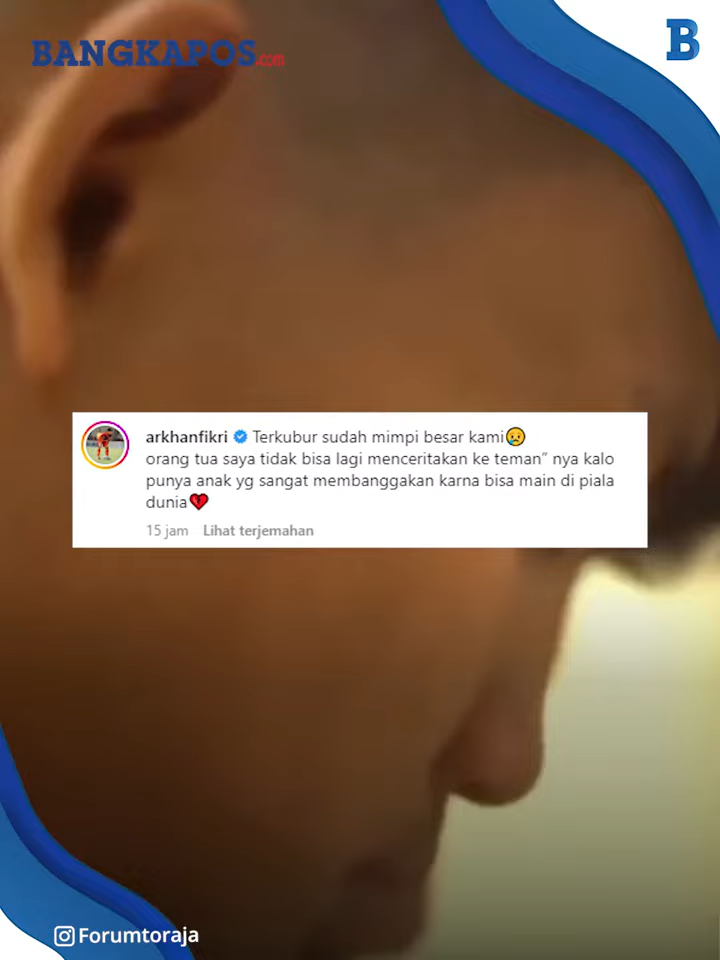 BANGKAPOS.com
B
arkhanfikri Terkubur sudah mimpi besar kami😢
orang tua saya tidak bisa lagi menceritakan ke teman” nya kalo
punya anak yg sangat membanggakan karna bisa main di piala
dunia💔
15 jam Lihat terjemahan
Forumtoraja